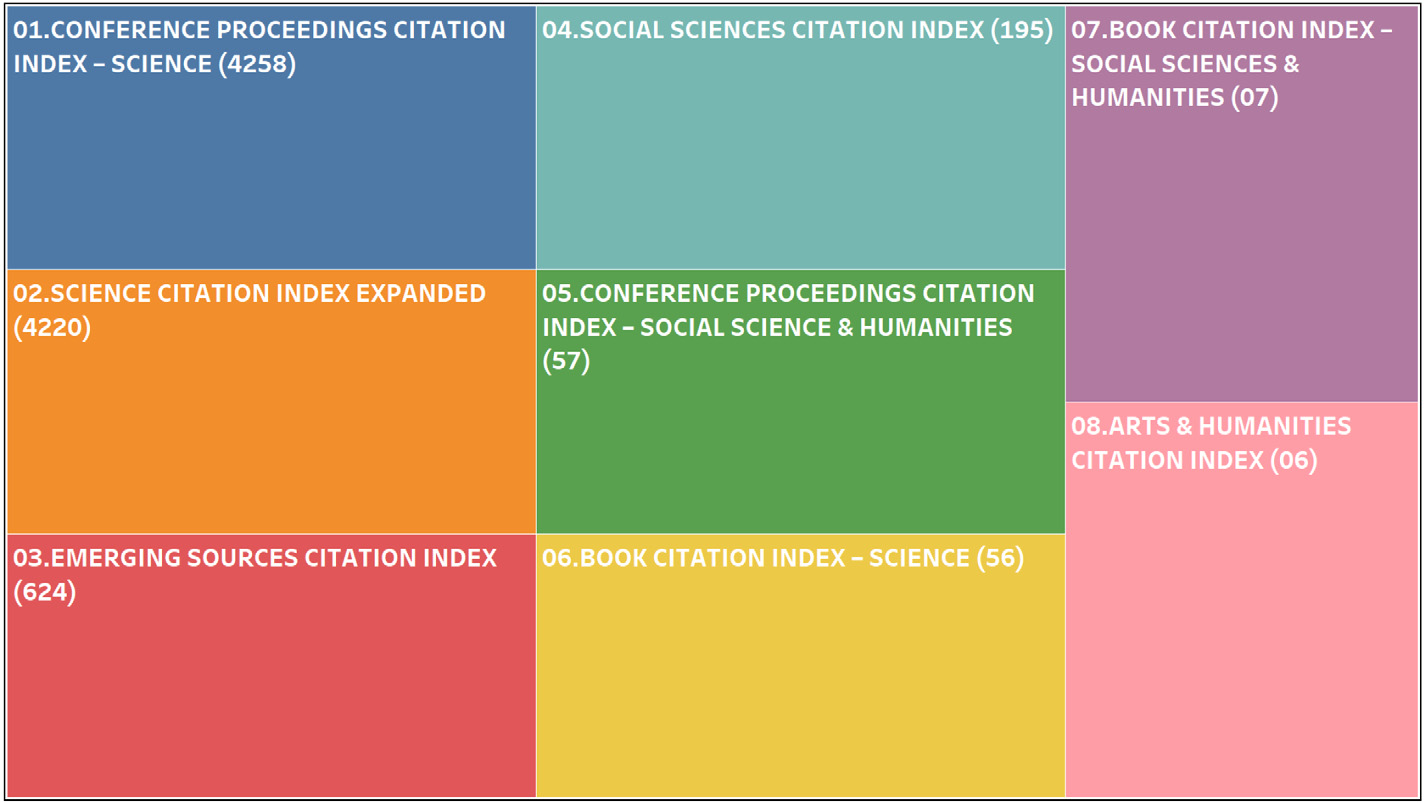 01.CONFERENCE PROCEEDINGS CITATION
INDEX – SCIENCE (4258)
02.SCIENCE CITATION INDEX EXPANDED
(4220)
03.EMERGING SOURCES CITATION INDEX
(624)
04.SOCIAL SCIENCES CITATION INDEX (195)
05.CONFERENCE PROCEEDINGS CITATION
INDEX – SOCIAL SCIENCE & HUMANITIES
(57)
06.BOOK CITATION INDEX – SCIENCE (56)
07.BOOK CITATION INDEX –
SOCIAL SCIENCES &
HUMANITIES (07)
08.ARTS & HUMANITIES
CITATION INDEX (06)